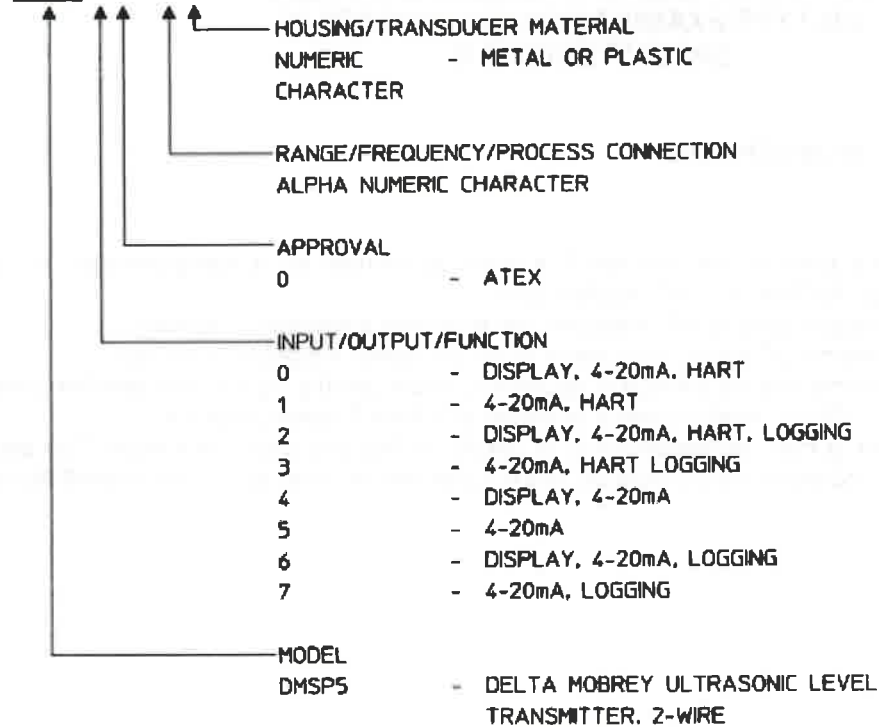 HOUSING/TRANSDUCER MATERIAL
NUMERIC - METAL OR PLASTIC
CHARACTER
RANGE/FREQUENCY/PROCESS CONNECTION
ALPHA NUMERIC CHARACTER
APPROVAL
0 - ATEX
INPUT/OUTPUT/FUNCTION
0 - DISPLAY, 4-20mA, HART
1 - 4-20mA, HART
2 - DISPLAY, 4-20mA, HART, LOGGING
3 - 4-20mA, HART LOGGING
4 - DISPLAY, 4-20mA
5 - 4-20mA
6 - DISPLAY, 4-20mA, LOGGING
7 - 4-20mA, LOGGING
MODEL
DMSP5 - DELTA MOBREY ULTRASONIC LEVEL
TRANSMITTER, 2-WIRE